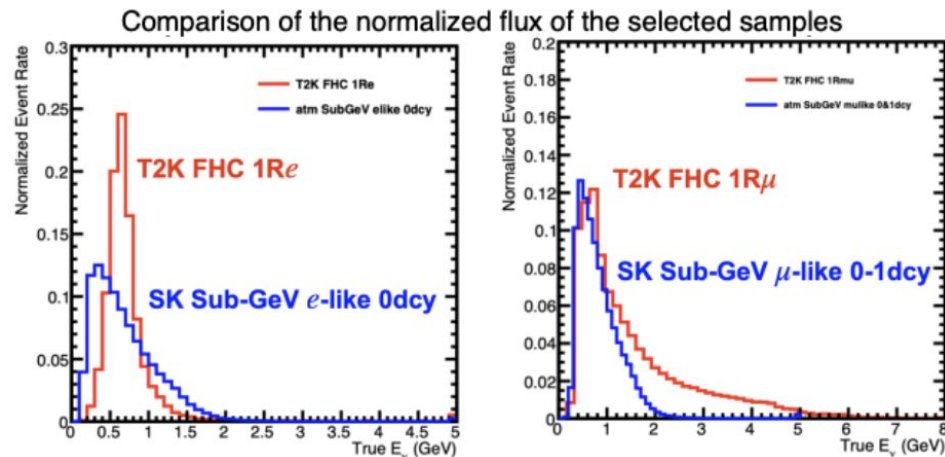 Comparison of the normalized flux of the selected samples
Normalized Event Rate
0.3
0.25
0.2
0.15
0.1
0.05
0
T2K FHC 1Re
atm SubGeV elike 0dcy
T2K FHC 1Re
SK Sub-GeV e-like 0dcy
0 0.5 1 1.5 2 2.5 3 3.5 4 4.5 5
True Eν (GeV)
Normalized Event Rate
0.2
0.18
0.16
0.14
0.12
0.1
0.08
0.06
0.04
0.02
0
T2K FHC 1Rmu
atm SubGeV mulike 0&1dcy
T2K FHC 1Rμ
SK Sub-GeV μ-like 0-1dcy
0 1 2 3 4 5 6 7 8
True Eν (GeV)